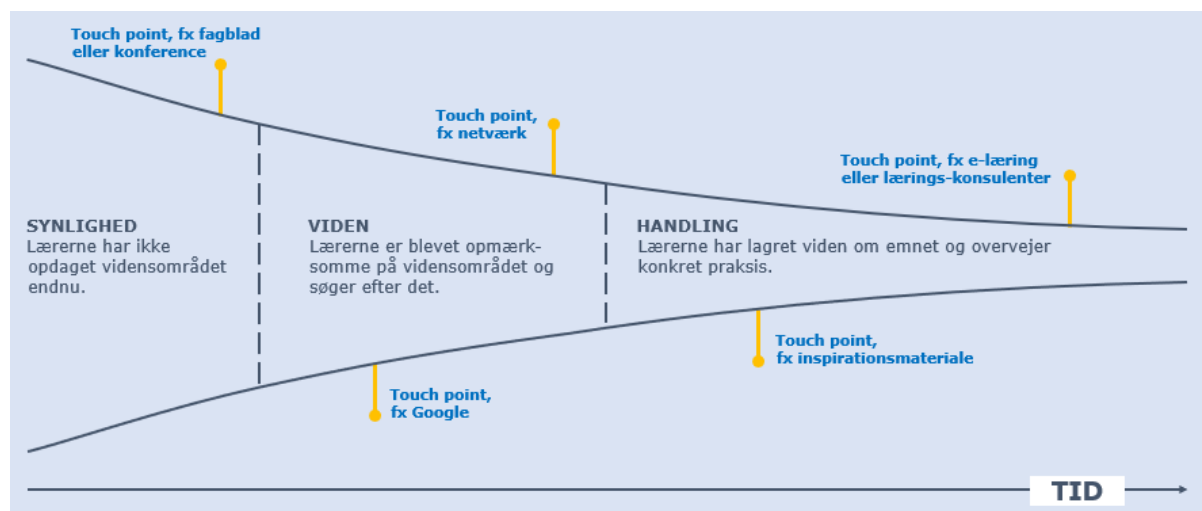 Touch point, fx fagblad
eller konference
Touch point,
fx netværk
Touch point, fx e-læring
eller lærings-konsulenter
SYNLIGHED
Lærerne har ikke
opdaget vidensområdet
endnu.
VIDEN
Lærerne er blevet opmærk-
somme på vidensområdet og
søger efter det.
HANDLING
Lærerne har lagret viden om emnet og overvejer
konkret praksis.
Touch point,
fx Google
Touch point,
fx inspirationsmateriale
TID